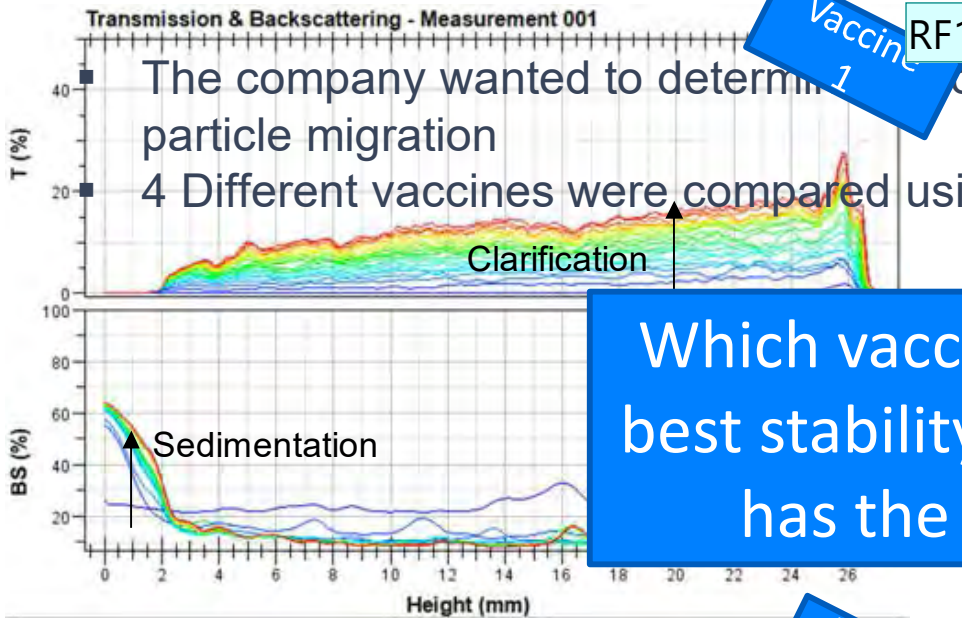 Transmission & Backscattering - Measurement 001
Vaccine
1
RF1
The company wanted to determin
particle migration
4 Different vaccines were compared usi
T (%)
40
20
0
Clarification
BS (%)
100
80
60
40
20
Sedimentation
Which vacc
best stability
has the
0 2 4 6 8 10 12 14 16 18 20 22 24 26
Height (mm)